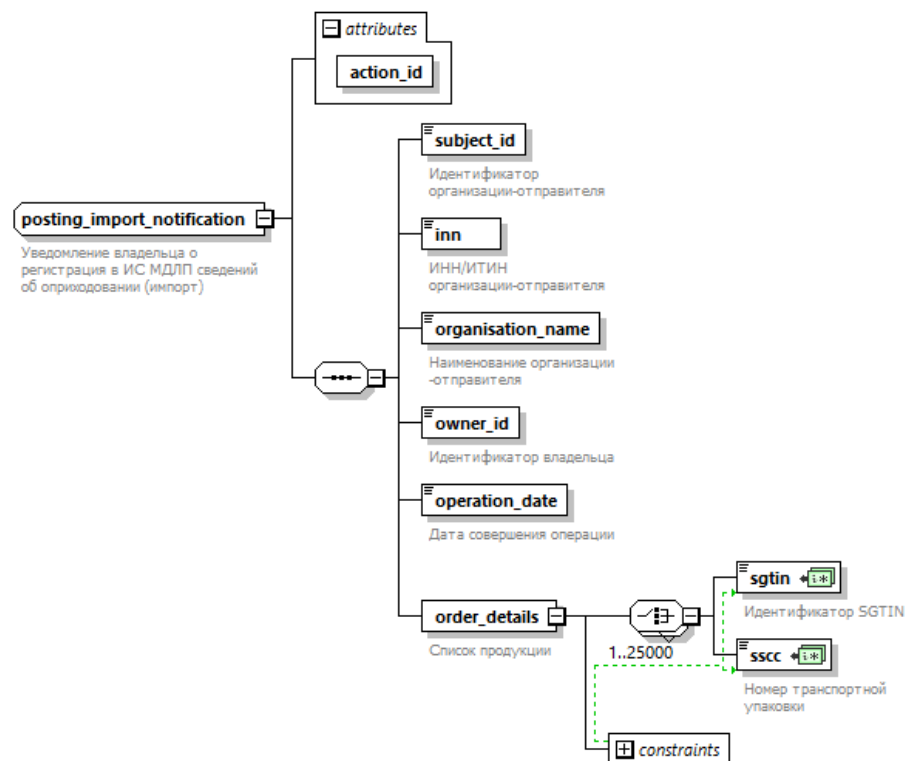 attributes
action_id
subject_id
Идентификатор
организации-отправителя
posting_import_notification
Уведомление владельца о
регистрация в ИС МДЛП сведений
об оприходовании (импорт)
inn
ИНН/ИТИН
организации-отправителя
organisation_name
Наименование организации
-отправителя
owner_id
Идентификатор владельца
operation_date
Дата совершения операции
order_details
Список продукции
1..25000
sgtin
Идентификатор SGTIN
sscc
Номер транспортной
упаковки
constraints